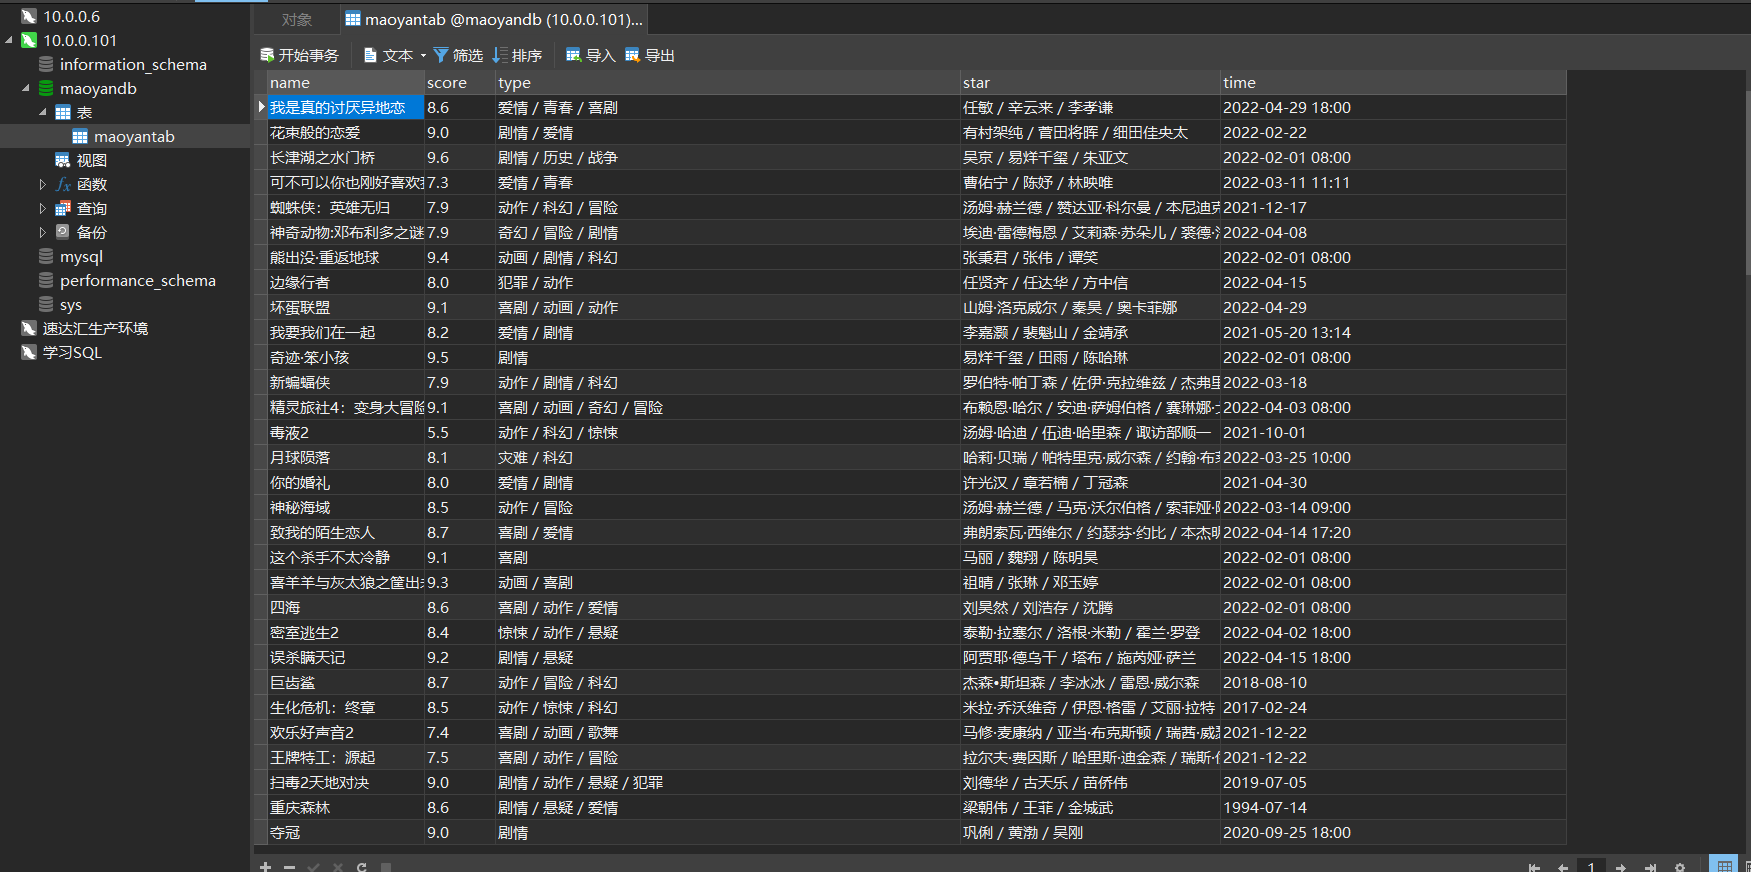 10.0.0.6
10.0.0.101
information_schema
maoyandb
表
maoyantab
视图
fx 函数
查询
备份
mysql
performance_schema
sys
速达汇生产环境
学习SQL
对象 maoyantab @maoyandb (10.0.0.101)...
开始事务 文本 筛选 排序 导入 导出
name score type star time
我是真的讨厌异地恋 8.6 爱情 / 青春 / 喜剧 任敏 / 辛云来 / 李孝谦 2022-04-29 18:00
花束般的恋爱 9.0 剧情 / 爱情 有村架纯 / 菅田将晖 / 细田佳央太 2022-02-22
长津湖之水门桥 9.6 剧情 / 历史 / 战争 吴京 / 易烊千玺 / 朱亚文 2022-02-01 08:00
可不可以你也刚好喜欢 7.3 爱情 / 青春 曹佑宁 / 陈妤 / 林映唯 2022-03-11 11:11
蜘蛛侠：英雄无归 7.9 动作 / 科幻 / 冒险 汤姆·赫兰德 / 赞达亚·科尔曼 / 本尼迪克 2021-12-17
神奇动物:邓布利多之谜 7.9 奇幻 / 冒险 / 剧情 埃迪·雷德梅恩 / 艾莉森·苏朵儿 / 裘德· 2022-04-08
熊出没·重返地球 9.4 动画 / 剧情 / 科幻 张秉君 / 张伟 / 谭笑 2022-02-01 08:00
边缘行者 8.0 犯罪 / 动作 任贤齐 / 任达华 / 方中信 2022-04-15
坏蛋联盟 9.1 喜剧 / 动画 / 动作 山姆·洛克威尔 / 秦昊 / 奥卡菲娜 2022-04-29
我要我们在一起 8.2 爱情 / 剧情 李嘉灏 / 裴魁山 / 金靖承 2021-05-20 13:14
奇迹·笨小孩 9.5 剧情 易烊千玺 / 田雨 / 陈哈琳 2022-02-01 08:00
新蝙蝠侠 7.9 动作 / 剧情 / 科幻 罗伯特·帕丁森 / 佐伊·克拉维兹 / 杰弗里 2022-03-18
精灵旅社4：变身大冒险 9.1 喜剧 / 动画 / 奇幻 / 冒险 布赖恩·哈尔 / 安迪·萨姆伯格 / 赛琳娜· 2022-04-03 08:00
毒液2 5.5 动作 / 科幻 / 惊悚 汤姆·哈迪 / 伍迪·哈里森 / 诹访部顺一 2021-10-01
月球陨落 8.1 灾难 / 科幻 哈莉·贝瑞 / 帕特里克·威尔森 / 约翰·布 2022-03-25 10:00
你的婚礼 8.0 爱情 / 剧情 许光汉 / 章若楠 / 丁冠森 2021-04-30
神秘海域 8.5 动作 / 冒险 汤姆·赫兰德 / 马克·沃尔伯格 / 索菲娅· 2022-03-14 09:00
致我的陌生恋人 8.7 喜剧 / 爱情 弗朗索瓦·西维尔 / 约瑟芬·约比 / 本杰明 2022-04-14 17:20
这个杀手不太冷静 9.1 喜剧 马丽 / 魏翔 / 陈明昊 2022-02-01 08:00
喜羊羊与灰太狼之筐出 9.3 动画 / 喜剧 祖晴 / 张琳 / 邓玉婷 2022-02-01 08:00
四海 8.6 喜剧 / 动作 / 爱情 刘昊然 / 刘浩存 / 沈腾 2022-02-01 08:00
密室逃生2 8.4 惊悚 / 动作 / 悬疑 泰勒·拉塞尔 / 洛根·米勒 / 霍兰·罗登 2022-04-02 18:00
误杀瞒天记 9.2 剧情 / 悬疑 阿贾耶·德乌干 / 塔布 / 施芮娅·萨兰 2022-04-15 18:00
巨齿鲨 8.7 动作 / 冒险 / 科幻 杰森•斯坦森 / 李冰冰 / 雷恩·威尔森 2018-08-10
生化危机：终章 8.5 动作 / 惊悚 / 科幻 米拉·乔沃维奇 / 伊恩·格雷 / 艾丽·拉特 2017-02-24
欢乐好声音2 7.4 喜剧 / 动画 / 歌舞 马修·麦康纳 / 亚当·布克斯顿 / 瑞茜·威 2021-12-22
王牌特工：源起 7.5 喜剧 / 动作 / 冒险 拉尔夫·费因斯 / 哈里斯·迪金森 / 瑞斯· 2021-12-22
扫毒2天地对决 9.0 剧情 / 动作 / 悬疑 / 犯罪 刘德华 / 古天乐 / 苗侨伟 2019-07-05
重庆森林 8.6 剧情 / 悬疑 / 爱情 梁朝伟 / 王菲 / 金城武 1994-07-14
夺冠 9.0 剧情 巩俐 / 黄渤 / 吴刚 2020-09-25 18:00
1